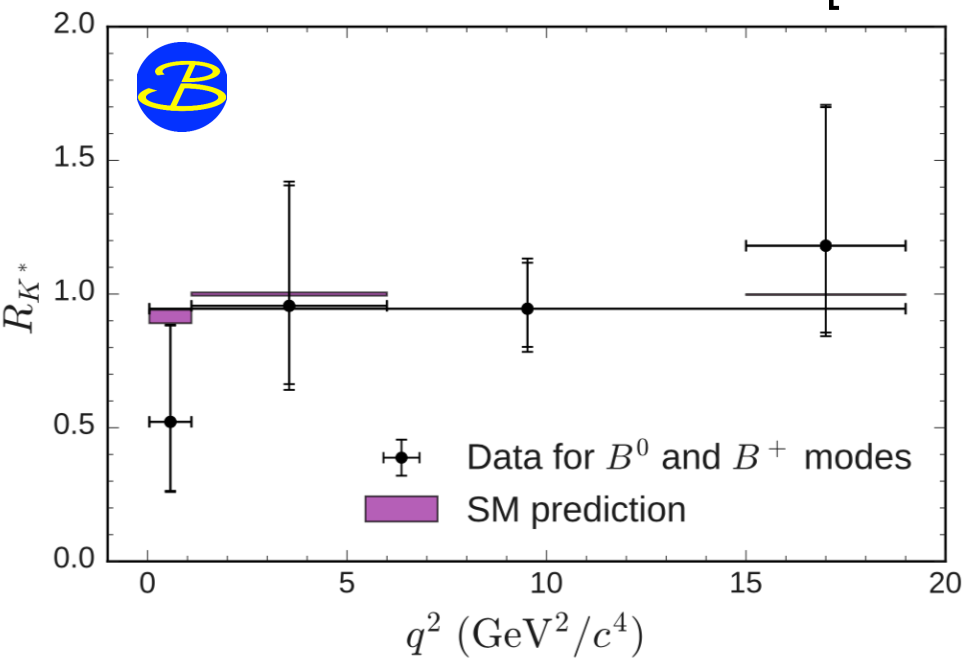 2.0
1.5
1.0
0.5
0.0
R_{K^*}
B
Data for B^0 and B^+ modes
SM prediction
0 5 10 15 20
q^2 (GeV^2/c^4)